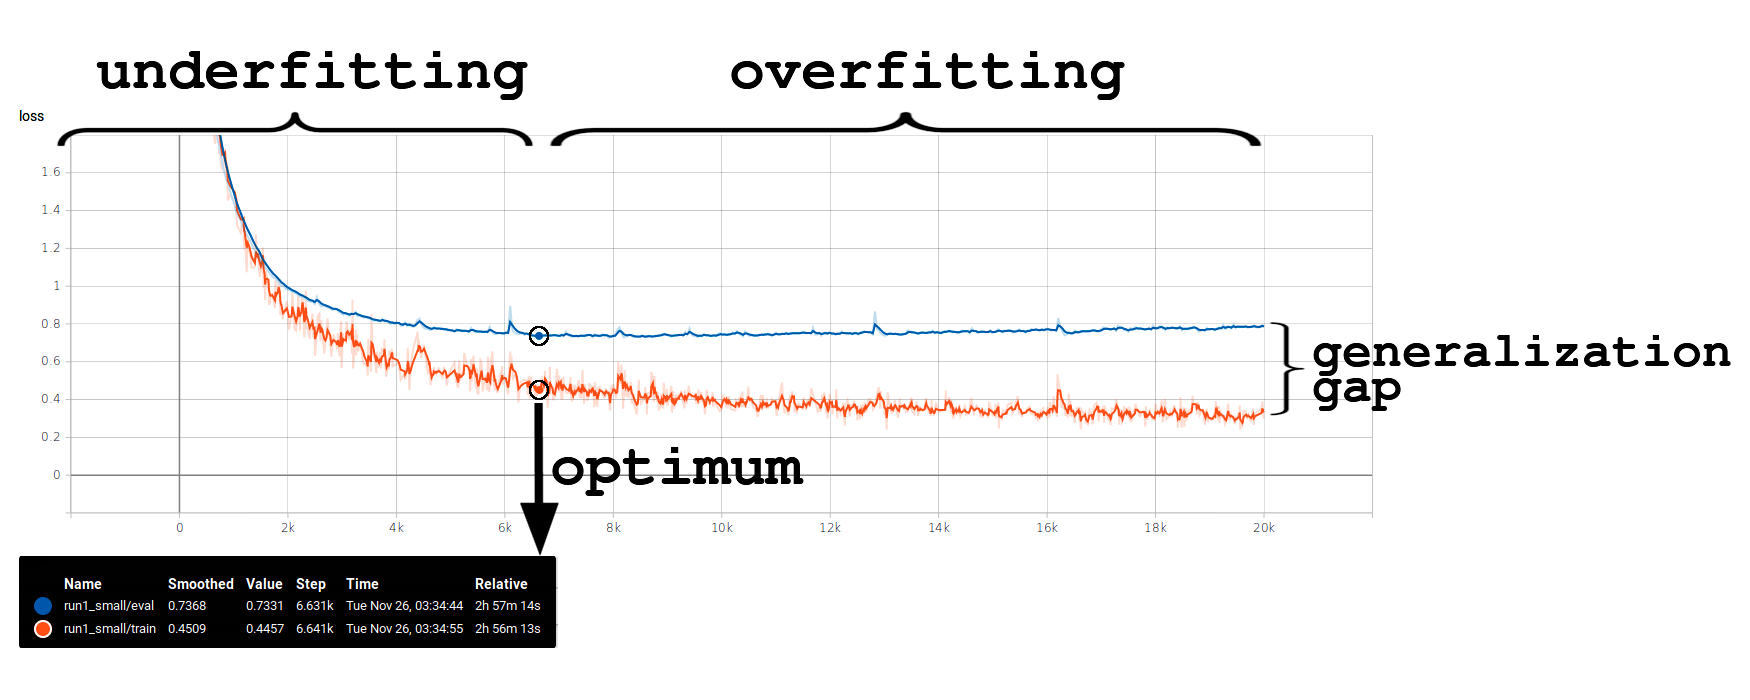 underfitting overfitting
loss
1.6
1.4
1.2
1
0.8
0.6
0.4
0.2
0
generalization
gap
optimum
0 2k 4k 6k 8k 10k 12k 14k 16k 18k 20k
Name Smoothed Value Step Time Relative
run1_small/eval 0.7368 0.7331 6.631k Tue Nov 26, 03:34:44 2h 57m 14s
run1_small/train 0.4509 0.4457 6.641k Tue Nov 26, 03:34:55 2h 56m 13s